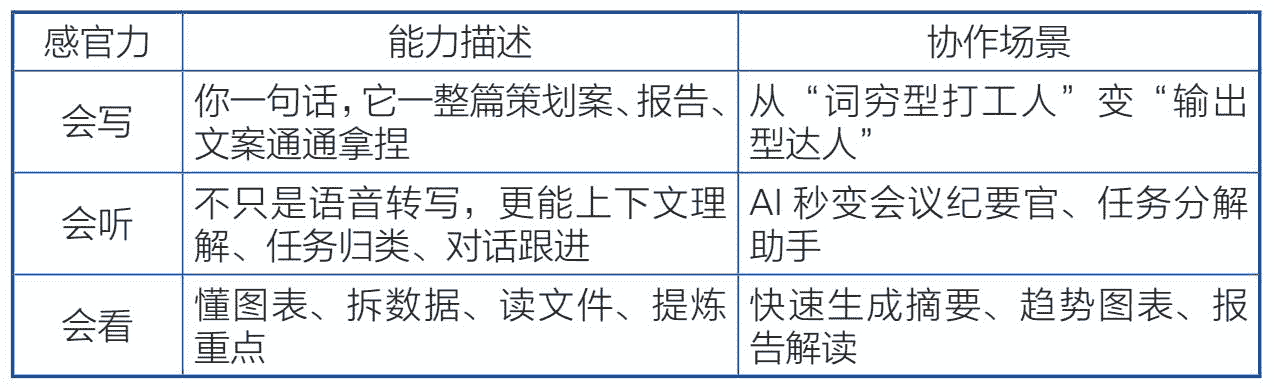 感官力 能力描述 协作场景
会写 你一句话，它一整篇策划案、报告、文案通通拿捏 从“词穷型打工人”变“输出型达人”
会听 不只是语音转写，更能上下文理解、任务归类、对话跟进 AI 秒变会议纪要官、任务分解助手
会看 懂图表、拆数据、读文件、提炼重点 快速生成摘要、趋势图表、报告解读